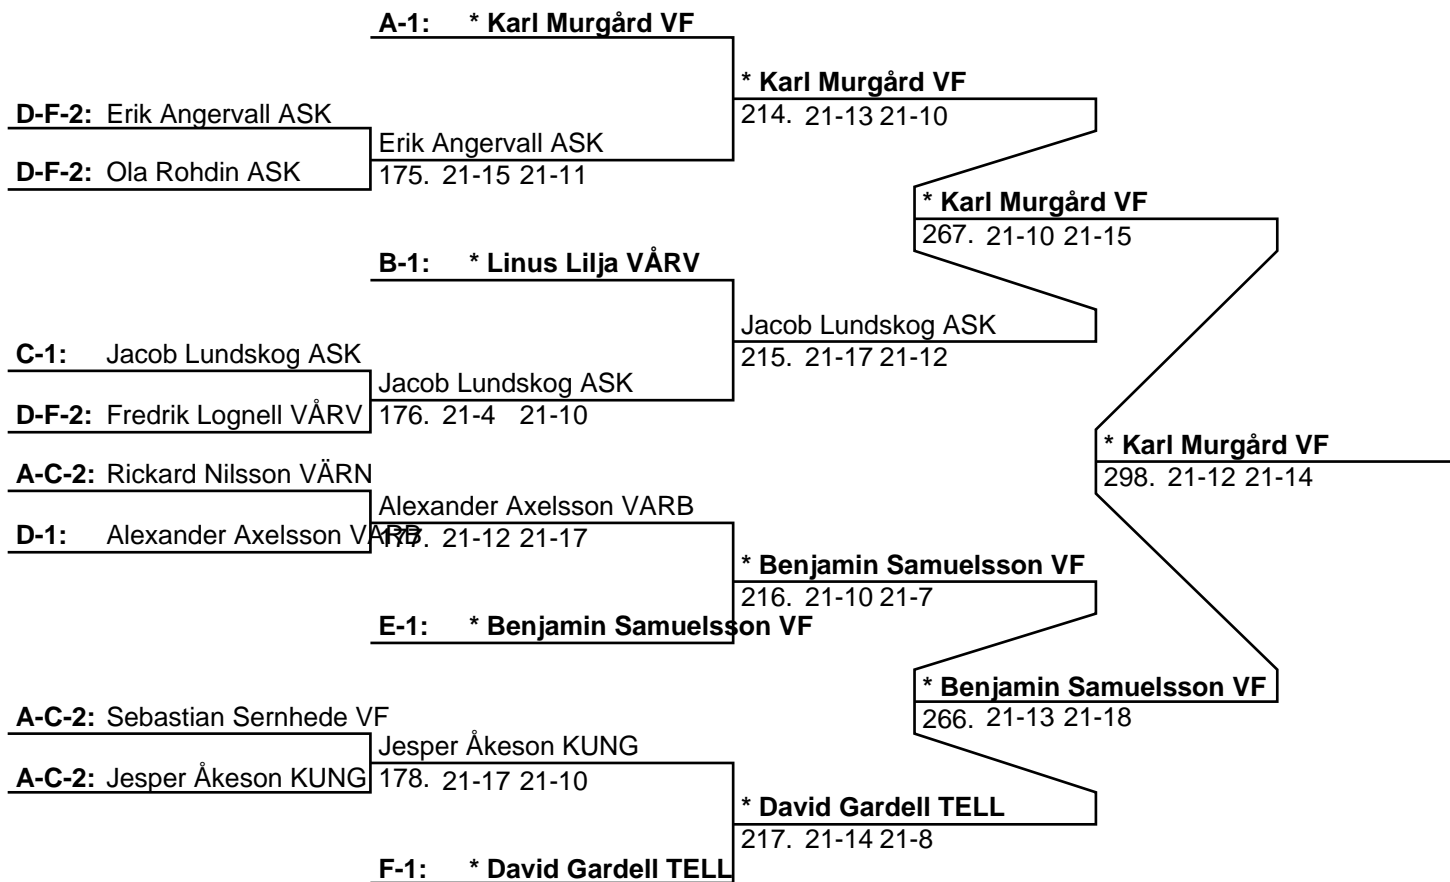 A-1: * Karl Murgård VF
* Karl Murgård VF
214. 21-13 21-10
D-F-2: Erik Angervall ASK
Erik Angervall ASK
175. 21-15 21-11
D-F-2: Ola Rohdin ASK
* Karl Murgård VF
267. 21-10 21-15
B-1: * Linus Lilja VÅRV
Jacob Lundskog ASK
215. 21-17 21-12
C-1: Jacob Lundskog ASK
Jacob Lundskog ASK
176. 21-4 21-10
D-F-2: Fredrik Lognell VÅRV
* Karl Murgård VF
298. 21-12 21-14
A-C-2: Rickard Nilsson VÄRN
Alexander Axelsson VARB
177. 21-12 21-17
D-1: Alexander Axelsson VARB
* Benjamin Samuelsson VF
216. 21-10 21-7
E-1: * Benjamin Samuelsson VF
* Benjamin Samuelsson VF
266. 21-13 21-18
A-C-2: Sebastian Sernhede VF
Jesper Åkeson KUNG
178. 21-17 21-10
A-C-2: Jesper Åkeson KUNG
* David Gardell TELL
217. 21-14 21-8
F-1: * David Gardell TELL